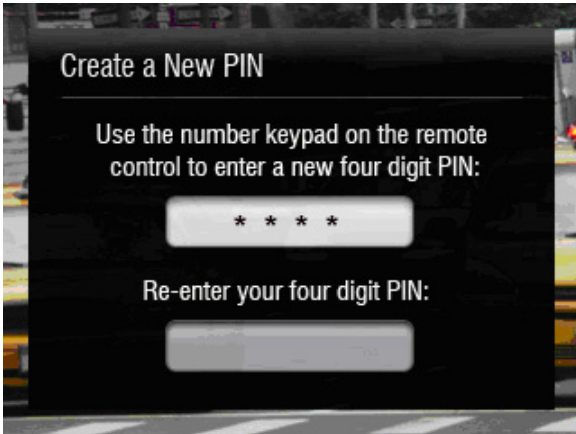 Create a New PIN
Use the number keypad on the remote
control to enter a new four digit PIN:
* * * *
Re-enter your four digit PIN: